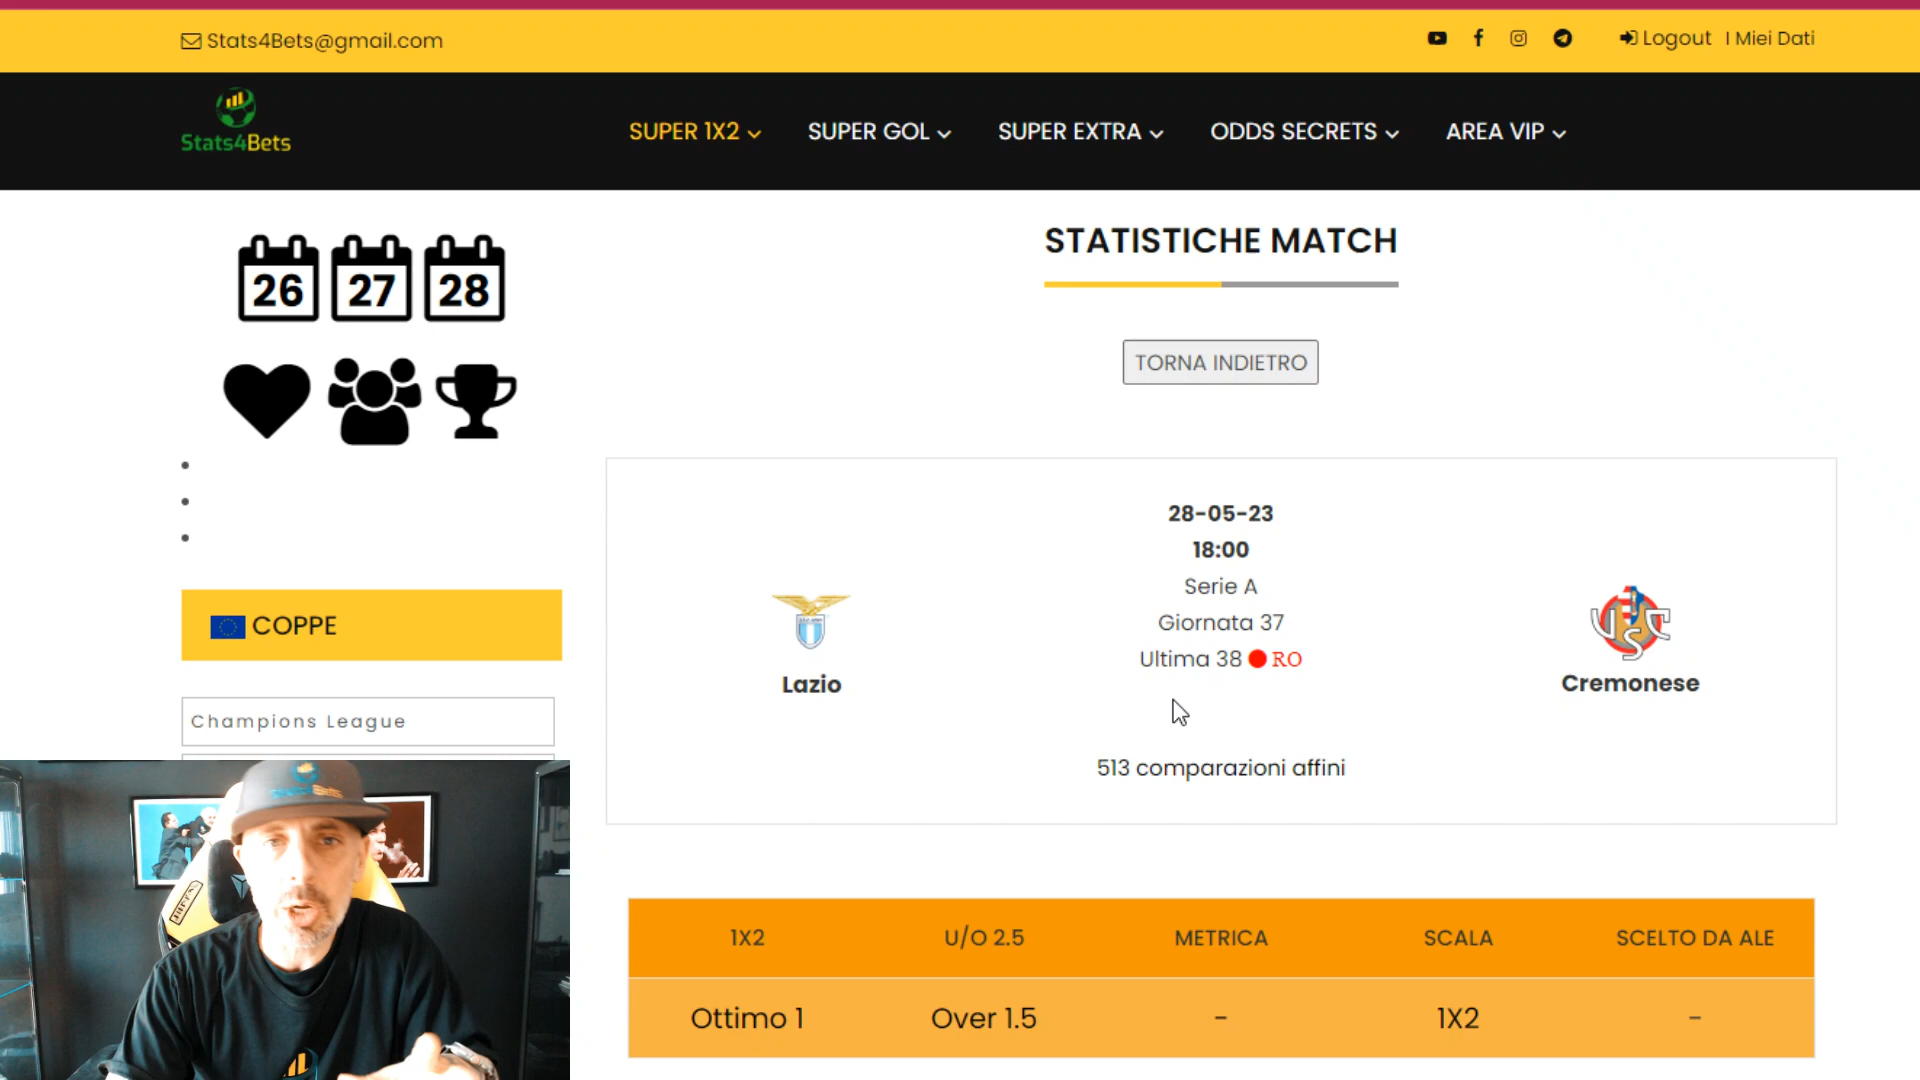 Stats4Bets@gmail.com
Logout I Miei Dati
Stats4Bets
SUPER 1X2
SUPER GOL
SUPER EXTRA
ODDS SECRETS
AREA VIP
26 27 28
STATISTICHE MATCH
TORNA INDIETRO
COPPE
Champions League
28-05-23
18:00
Serie A
Giornata 37
Ultima 38 RO
Lazio
Cremonese
513 comparazioni affini
1X2 U/O 2.5 METRICA SCALA SCELTO DA ALE
Ottimo 1 Over 1.5 - 1X2 -